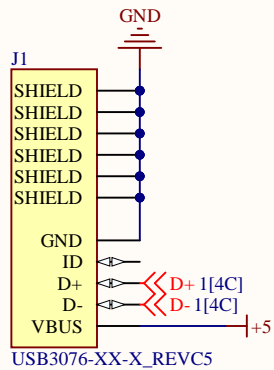 GND
J1
SHIELD
SHIELD
SHIELD
SHIELD
SHIELD
SHIELD
GND
ID
D+ D+ 1[4C]
D- D- 1[4C]
VBUS +5
USB3076-XX-X_REVC5